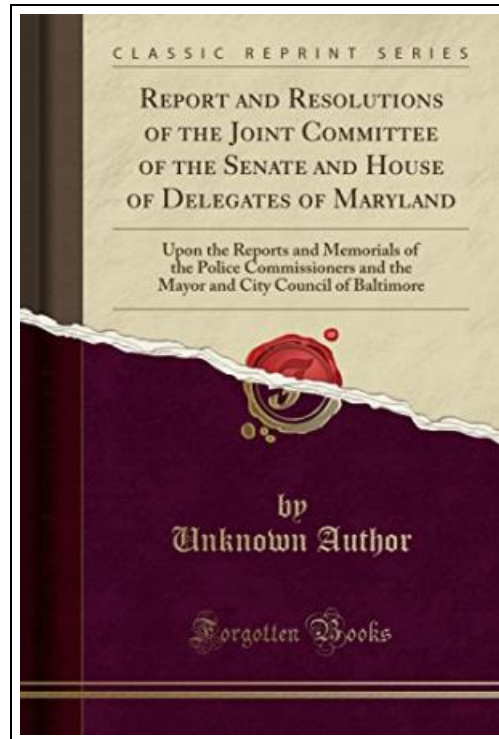 CLASSIC REPRINT SERIES
REPORT AND RESOLUTIONS
OF THE JOINT COMMITTEE
OF THE SENATE AND HOUSE
OF DELEGATES OF MARYLAND
Upon the Reports and Memorials of
the Police Commissioners and the
Mayor and City Council of Baltimore
by
Unknown Author
Forgotten Books